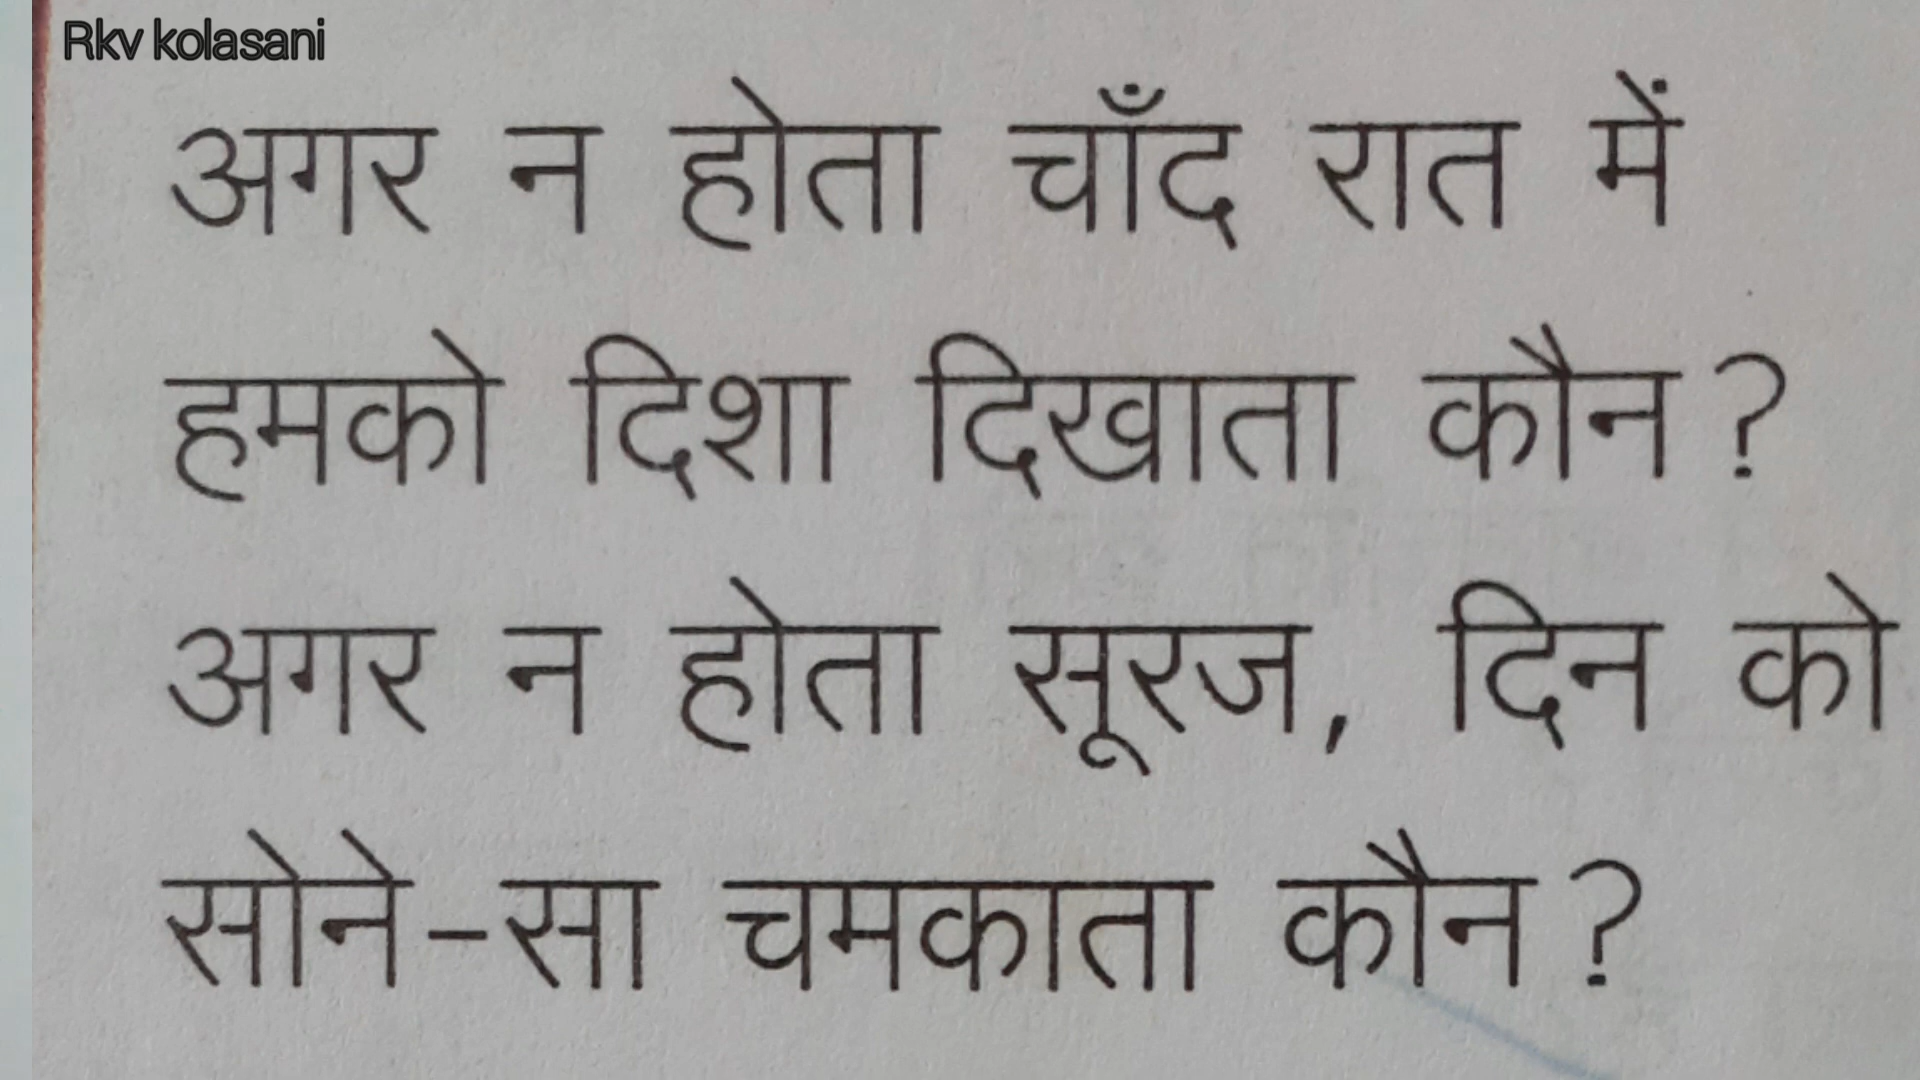 Rkv kolasani
अगर न होता चाँद रात में
हमको दिशा दिखाता कौन?
अगर न होता सूरज, दिन को
सोने-सा चमकाता कौन?